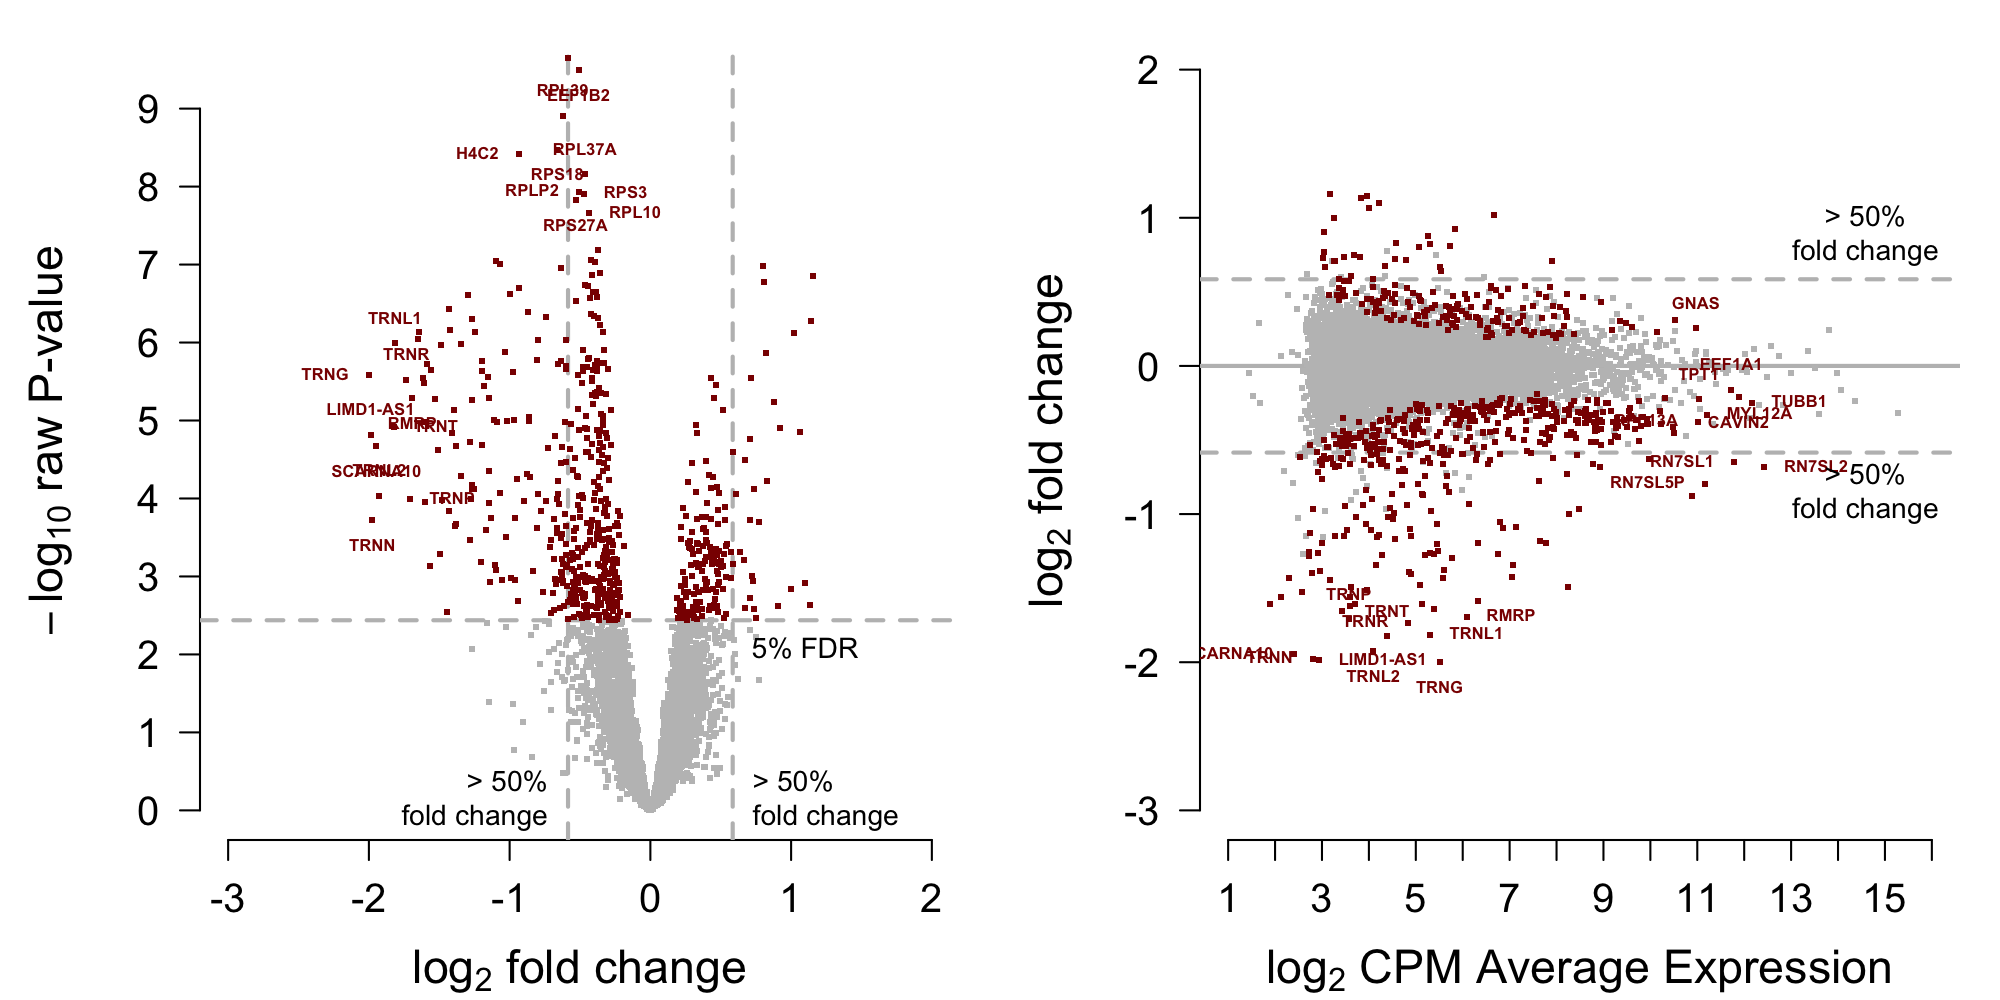 9
8
7
6
5
4
3
2
1
0
−log10 raw P-value
RPL39
EEF1B2
H4C2
RPL37A
RPS18
RPLP2
RPS3
RPL10
RPS27A
TRNL1
TRNR
TRNG
LIMD1-AS1
RMRP
TRNT
SCARNA10
TRNL2
TRNP
TRNN
5% FDR
> 50%
fold change
> 50%
fold change
-3 -2 -1 0 1 2
log2 fold change
2
1
0
-1
-2
-3
log2 fold change
> 50%
fold change
GNAS
EEF1A1
TPT1
TUBB1
MYL12A
CAVIN2
RN7SL1
RN7SL2
RN7SL5P
> 50%
fold change
TRNP
TRNT
TRNR
RMRP
TRNL1
CARNA10
TRNN
LIMD1-AS1
TRNL2
TRNG
1 3 5 7 9 11 13 15
log2 CPM Average Expression